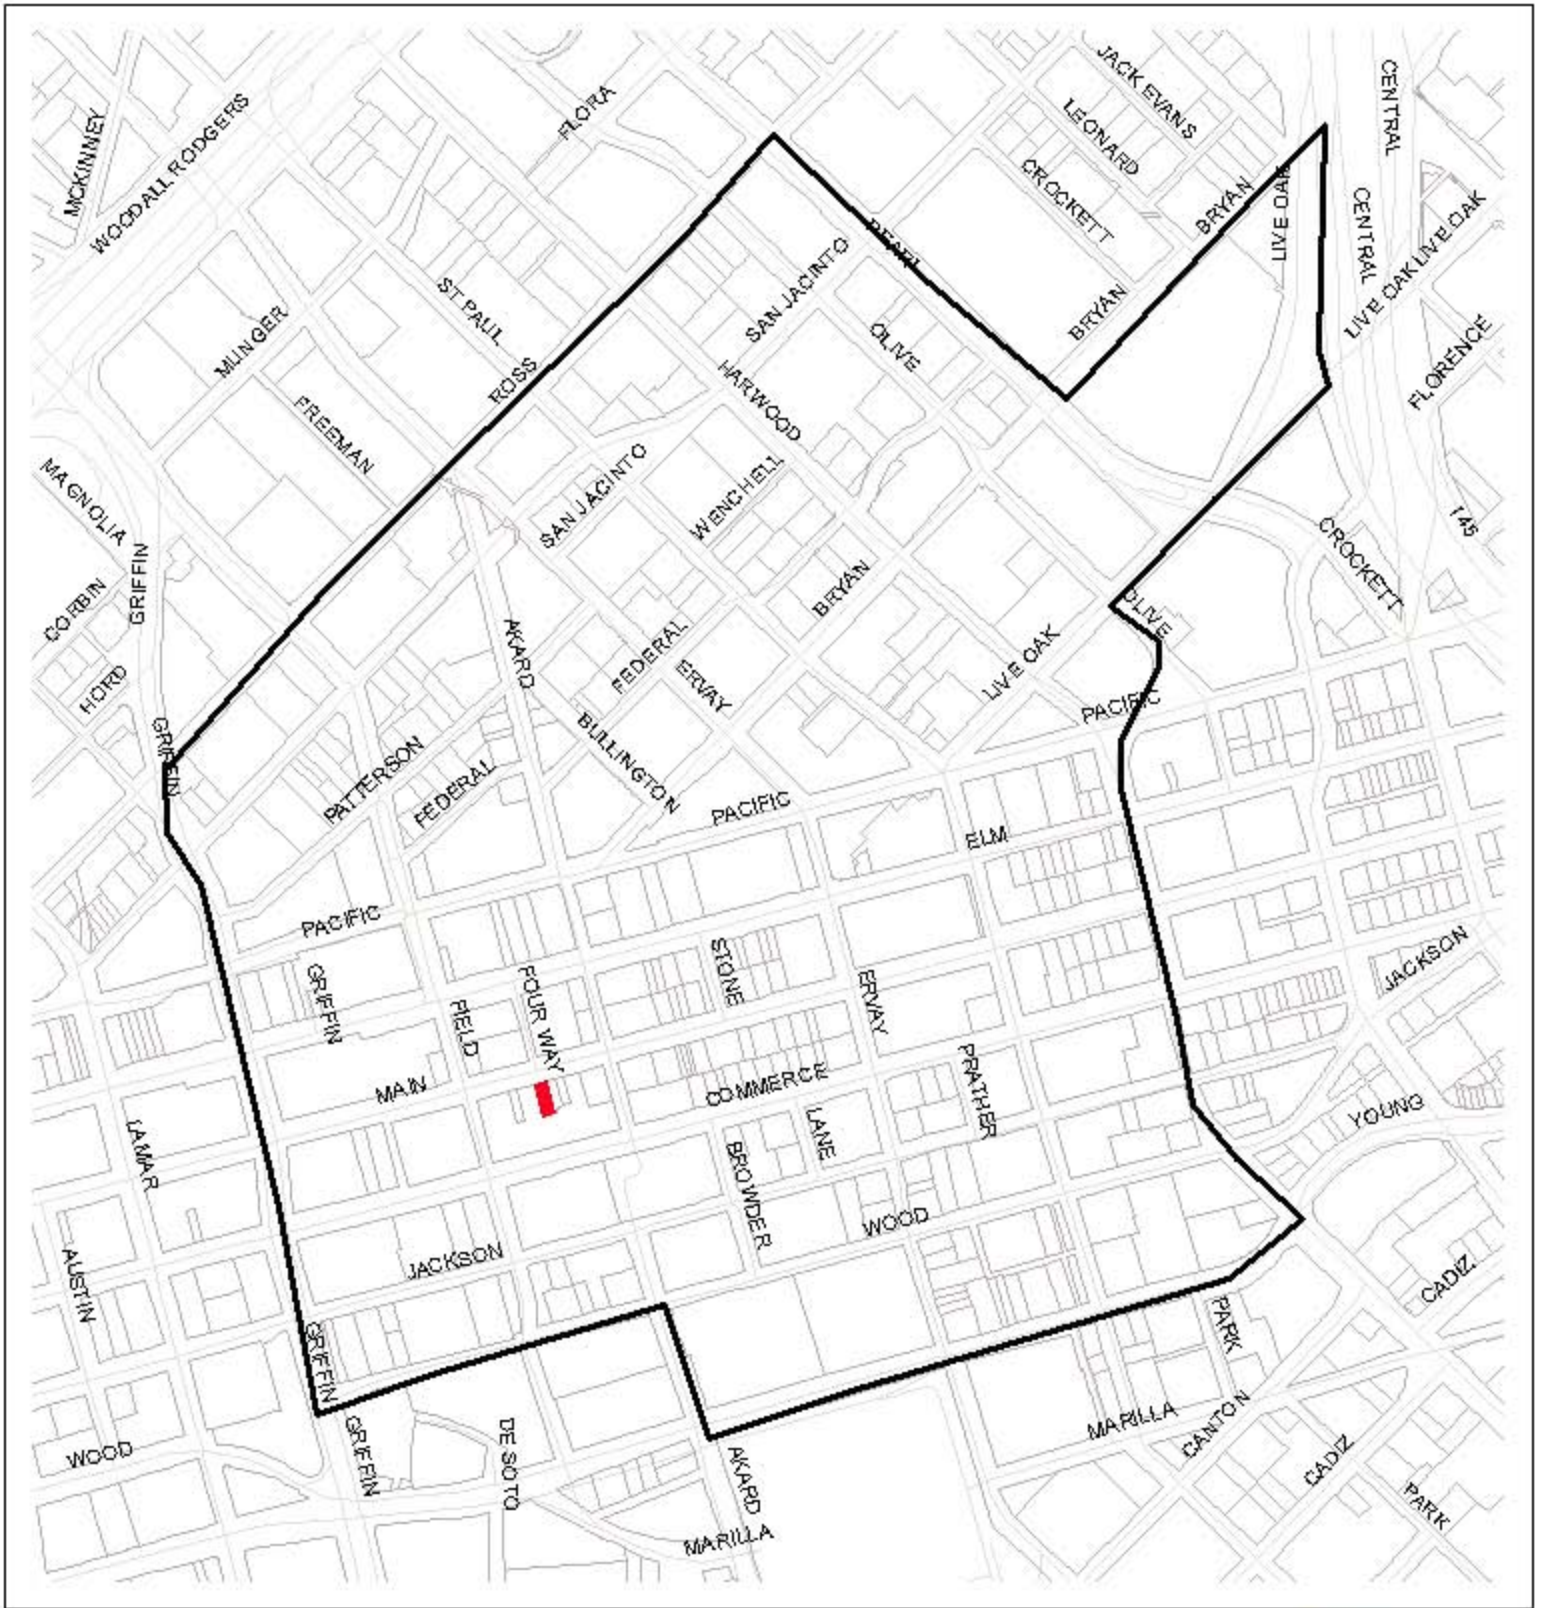 JACK EVANS
CENTRAL
MCKINNEY
WOODALL RODGERS
FLORA
LEONARD
CROCKETT
BRYAN
LIVE OAK
CENTRAL
LIVE OAK
LIVE OAK
PEARL
SAN JACINTO
ST PAUL
MUNGER
BRYAN
OLIVE
FLORENCE
ROSS
HARWOOD
FREEMAN
SAN JACINTO
WENCHELL
MAGNOLIA
I 45
CROCKETT
GRIFFIN
CORBIN
BRYAN
OLIVE
AKARD
FEDERAL
ERVAY
LIVE OAK
HORD
PACIFIC
GRIFFIN
BULLINGTON
PATTERSON
FEDERAL
PACIFIC
ELM
PACIFIC
GRIFFIN
FOUR WAY
STONE
ERVAY
JACKSON
FIELD
MAIN
COMMERCE
PRATHER
YOUNG
LAMAR
LANE
BROWDER
WOOD
JACKSON
AUSTIN
CADIZ
PARK
GRIFFIN
GRIFFIN
DE SOTO
MARILLA
CANTON
WOOD
AKARD
CADIZ
PARK
MARILLA